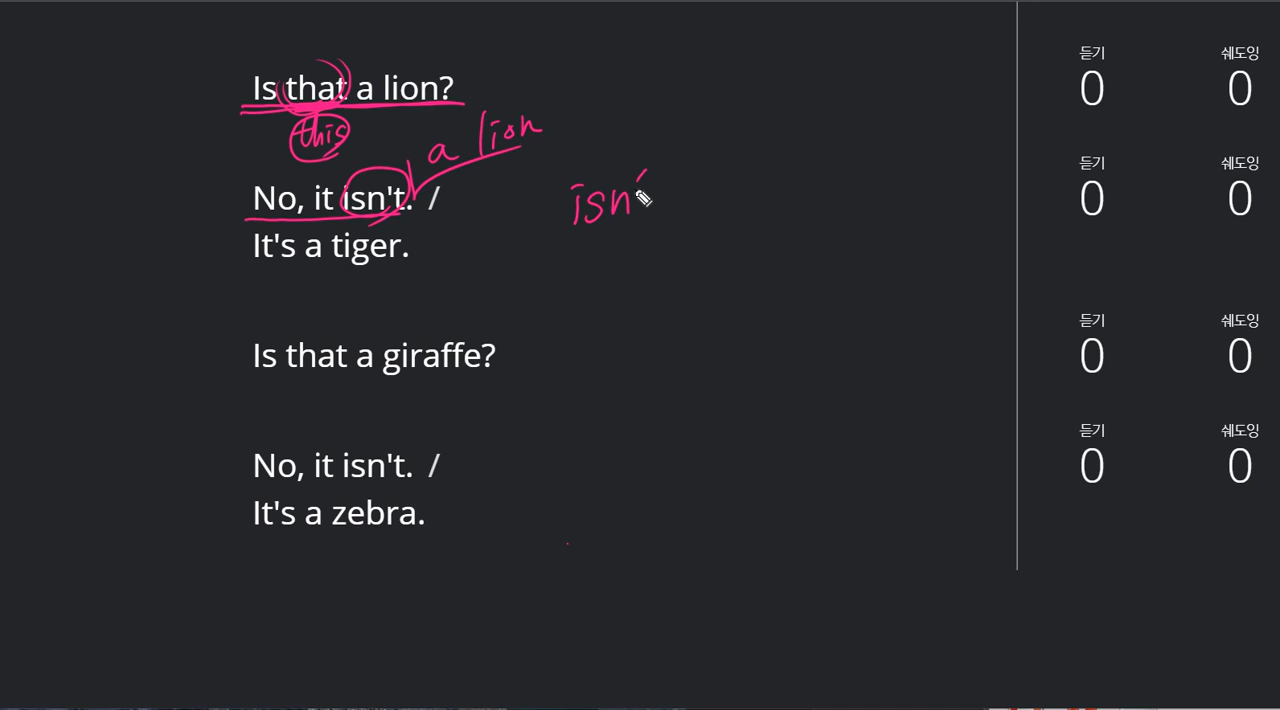 듣기 쉐도잉
Is that a lion? 0 0
this
a lion
듣기 쉐도잉
No, it isn't. / isn' 0 0
It's a tiger.
듣기 쉐도잉
Is that a giraffe? 0 0
듣기 쉐도잉
No, it isn't. / 0 0
It's a zebra.